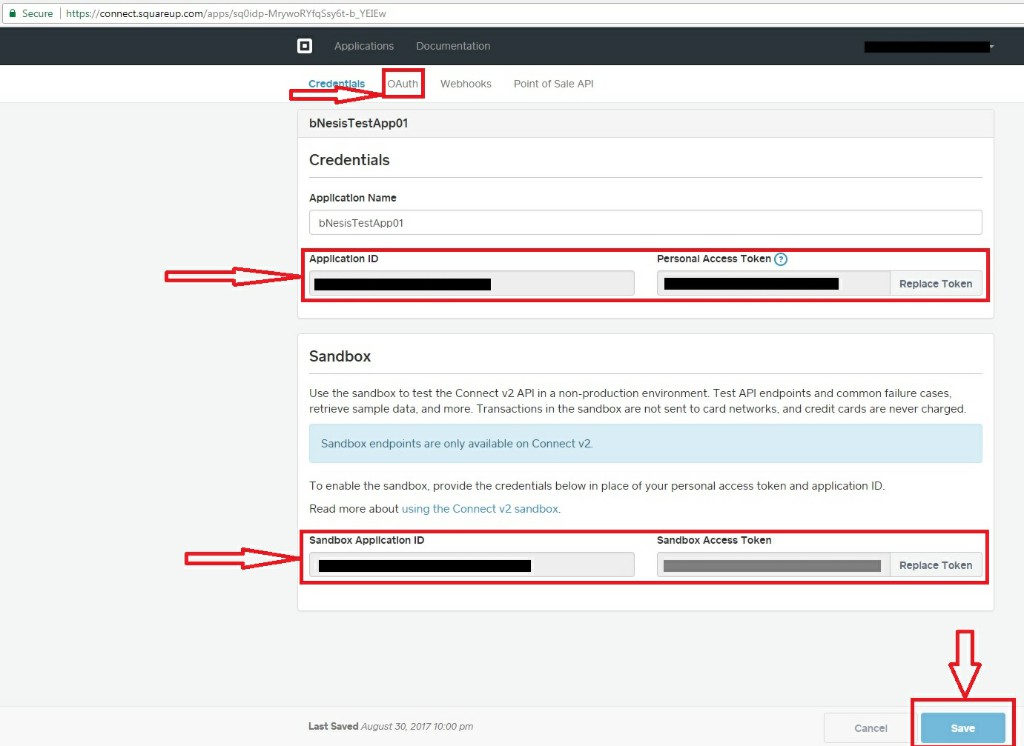 Secure https://connect.squareup.com/apps/sq0idp-MrywoRYfqSsy6t-b_YEIEw
Applications Documentation
Credentials OAuth Webhooks Point of Sale API
bNesisTestApp01
Credentials
Application Name
bNesisTestApp01
Application ID Personal Access Token ?
Replace Token
Sandbox
Use the sandbox to test the Connect v2 API in a non-production environment. Test API endpoints and common failure cases,
retrieve sample data, and more. Transactions in the sandbox are not sent to card networks, and credit cards are never charged.
Sandbox endpoints are only available on Connect v2.
To enable the sandbox, provide the credentials below in place of your personal access token and application ID.
Read more about using the Connect v2 sandbox.
Sandbox Application ID Sandbox Access Token
Replace Token
Last Saved August 30, 2017 10:00 pm Cancel Save